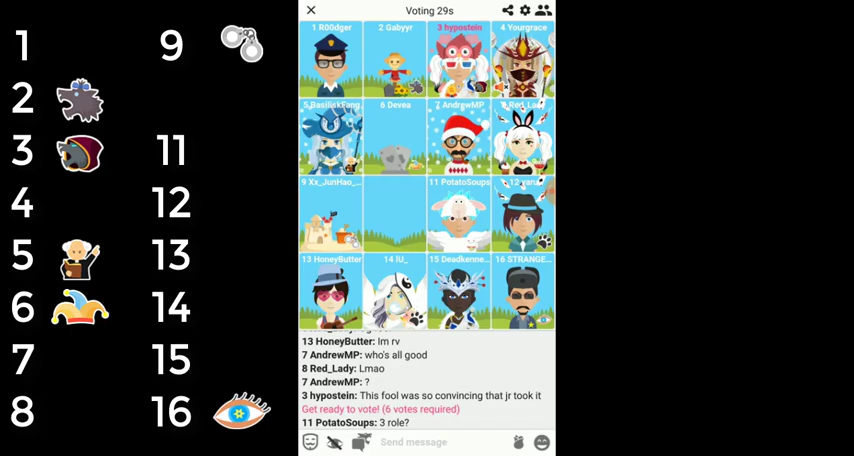 Voting 29s
1 R00dger
2 Gabyyr
3 hypostein
4 Yourgrace
5 BasiliskFang
6 Devea
7 AndrewMP
8 Red_Lady
9 Xx_JunHao_...
11 PotatoSoups
13 HoneyButter
14 IU_
15 Deadkenne...
16 STRANGE...
13 HoneyButter: Im rv
7 AndrewMP: who's all good
8 Red_Lady: Lmao
7 AndrewMP: ?
3 hypostein: This fool was so convincing that jr took it
Get ready to vote! (6 votes required)
11 PotatoSoups: 3 role?
Send message
1
2
3
4
5
6
7
8
9
11
12
13
14
15
16